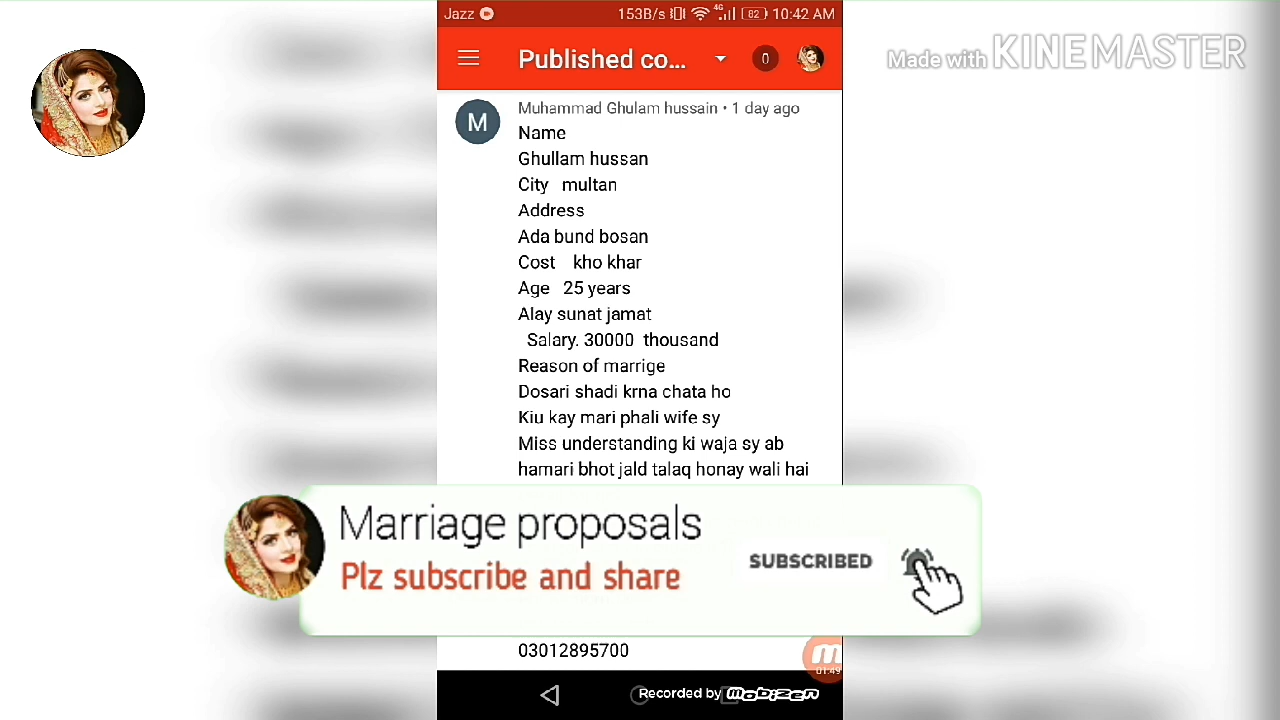 Jazz 153B/s 4G 82 10:42 AM
Made with KINEMASTER
Published co... 0
M
Muhammad Ghulam hussain • 1 day ago
Name
Ghullam hussan
City multan
Address
Ada bund bosan
Cost kho khar
Age 25 years
Alay sunat jamat
Salary. 30000 thousand
Reason of marrige
Dosari shadi krna chata ho
Kiu kay mari phali wife sy
Miss understanding ki waja sy ab
hamari bhot jald talaq honay wali hai
Marriage proposals
Plz subscribe and share
SUBSCRIBED
03012895700
01:49
Recorded by mobizen